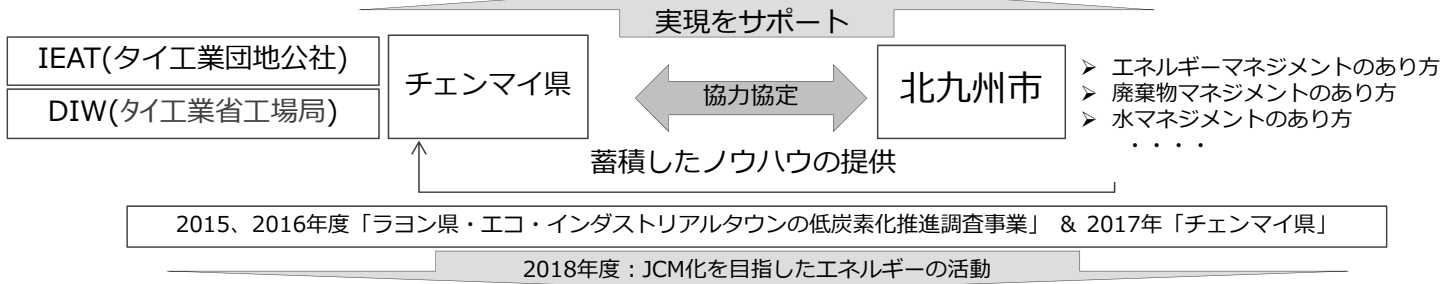 実現をサポート
IEAT(タイ工業団地公社)
DIW(タイ工業省工場局)
チェンマイ県
協力協定
北九州市
➢ エネルギーマネジメントのあり方
➢ 廃棄物マネジメントのあり方
➢ 水マネジメントのあり方
・・・・
蓄積したノウハウの提供
2015、2016年度「ラヨン県・エコ・インダストリアルタウンの低炭素化推進調査事業」 & 2017年「チェンマイ県」
2018年度：JCM化を目指したエネルギーの活動